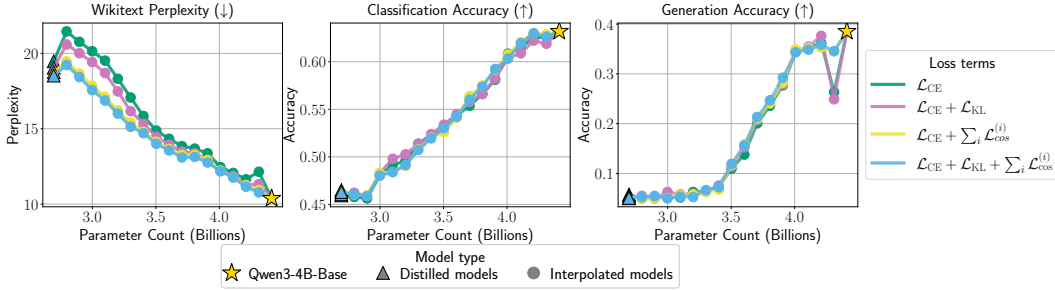 Wikitext Perplexity (↓)
Perplexity
20
15
10
3.0
3.5
4.0
Parameter Count (Billions)
Classification Accuracy (↑)
Accuracy
0.60
0.55
0.50
0.45
3.0
3.5
4.0
Parameter Count (Billions)
Generation Accuracy (↑)
Accuracy
0.4
0.3
0.2
0.1
3.0
3.5
4.0
Parameter Count (Billions)
Loss terms
ℒ_CE
ℒ_CE + ℒ_KL
ℒ_CE + ∑_i ℒ_cos^(i)
ℒ_CE + ℒ_KL + ∑_i ℒ_cos^(i)
Model type
Qwen3-4B-Base
Distilled models
Interpolated models